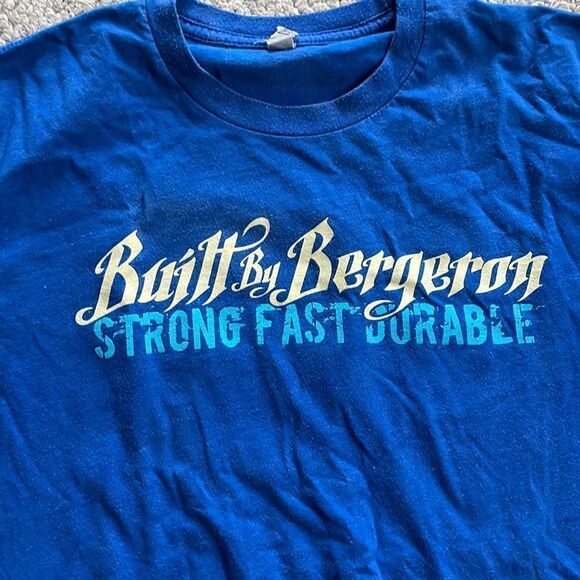 Built By Bergeron
STRONG FAST DURABLE